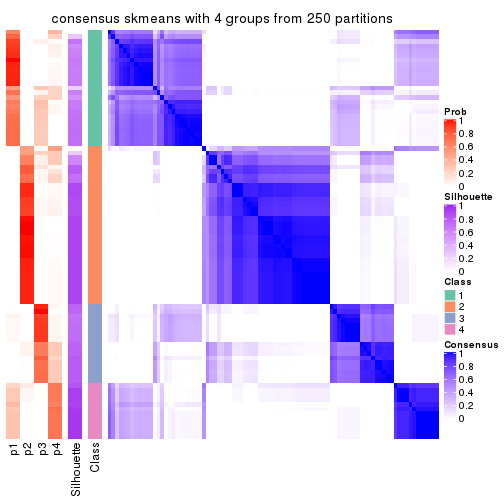 consensus skmeans with 4 groups from 250 partitions
Prob
1
0.8
0.6
0.4
0.2
0
Silhouette
1
0.8
0.6
0.4
0.2
0
Class
1
2
3
4
Consensus
1
0.8
0.6
0.4
0.2
0
p1
p2
p3
p4
Silhouette
Class